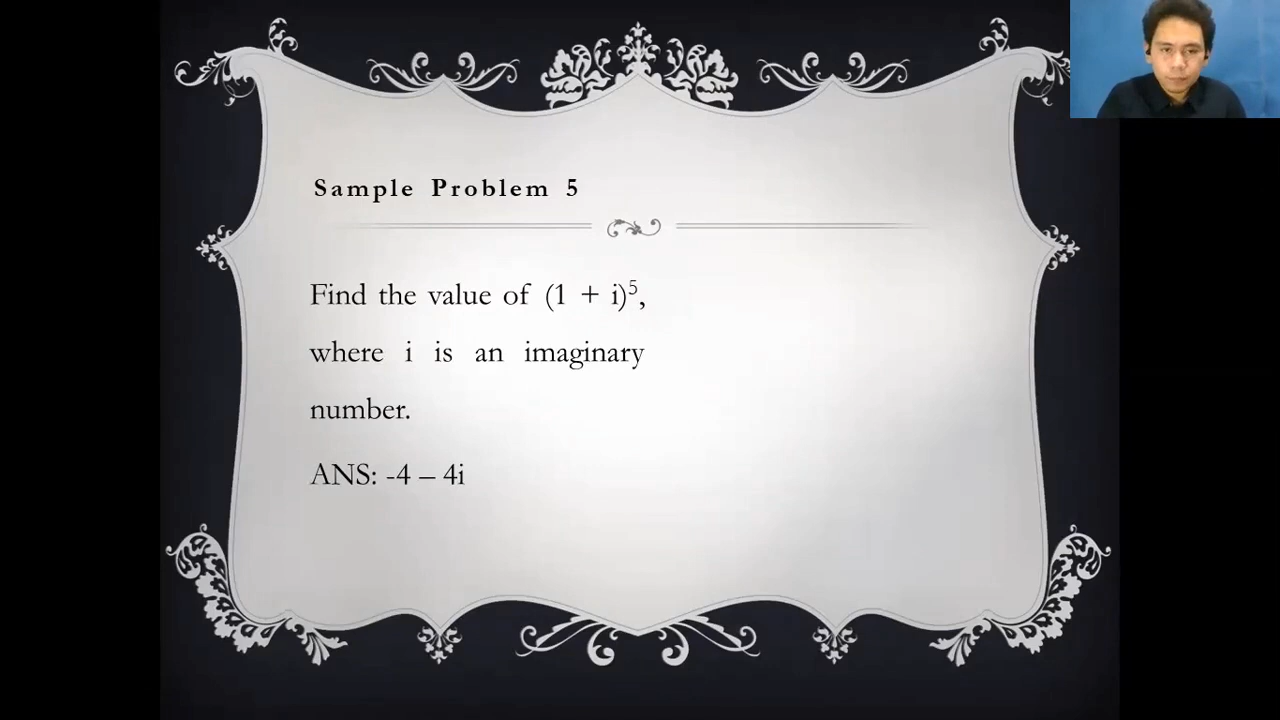 Sample Problem 5
Find the value of (1 + i)⁵,
where i is an imaginary
number.
ANS: -4 – 4i